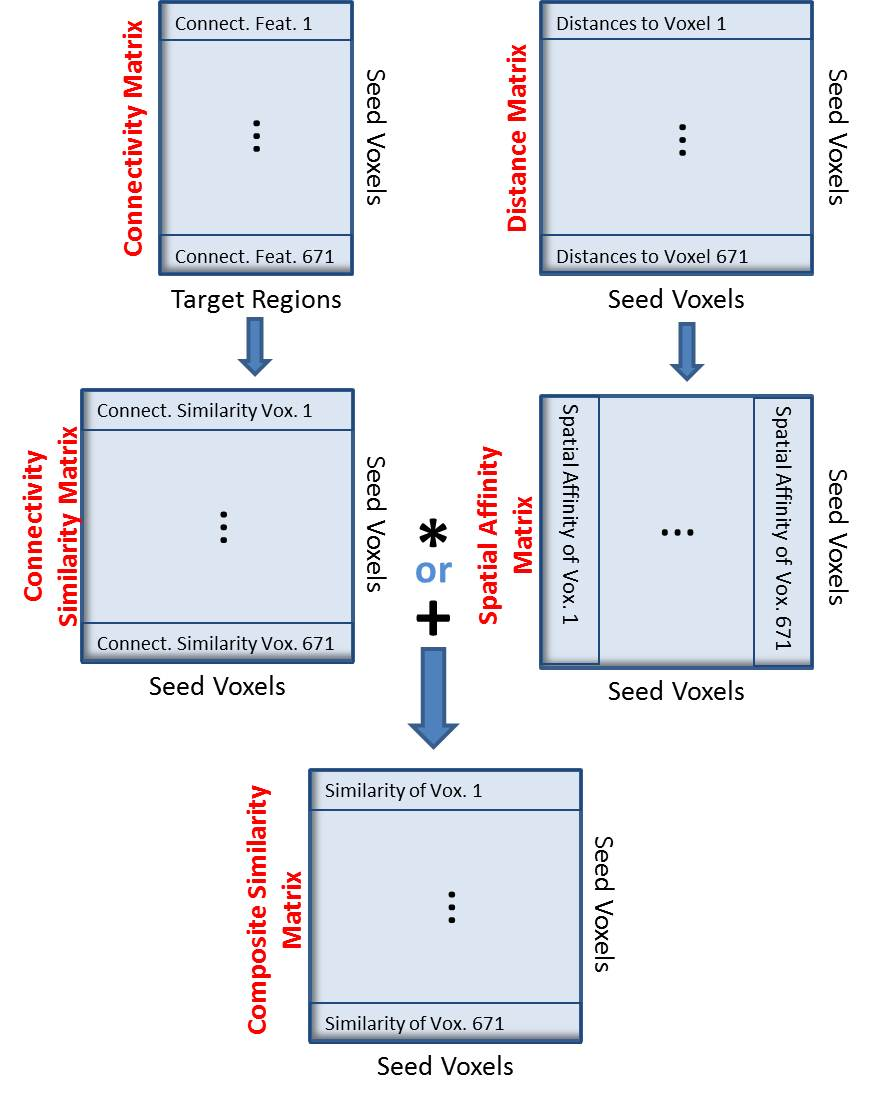 Connect. Feat. 1
Connectivity Matrix
Seed Voxels
⋮
Connect. Feat. 671
Target Regions
Distances to Voxel 1
Distance Matrix
Seed Voxels
⋮
Distances to Voxel 671
Seed Voxels
Connect. Similarity Vox. 1
Connectivity
Similarity Matrix
Seed Voxels
⋮
Connect. Similarity Vox. 671
Seed Voxels
*
or
+
Spatial Affinity
Matrix
Spatial Affinity of Vox. 1
...
Spatial Affinity of Vox. 671
Seed Voxels
Seed Voxels
Similarity of Vox. 1
Composite Similarity
Matrix
Seed Voxels
⋮
Similarity of Vox. 671
Seed Voxels